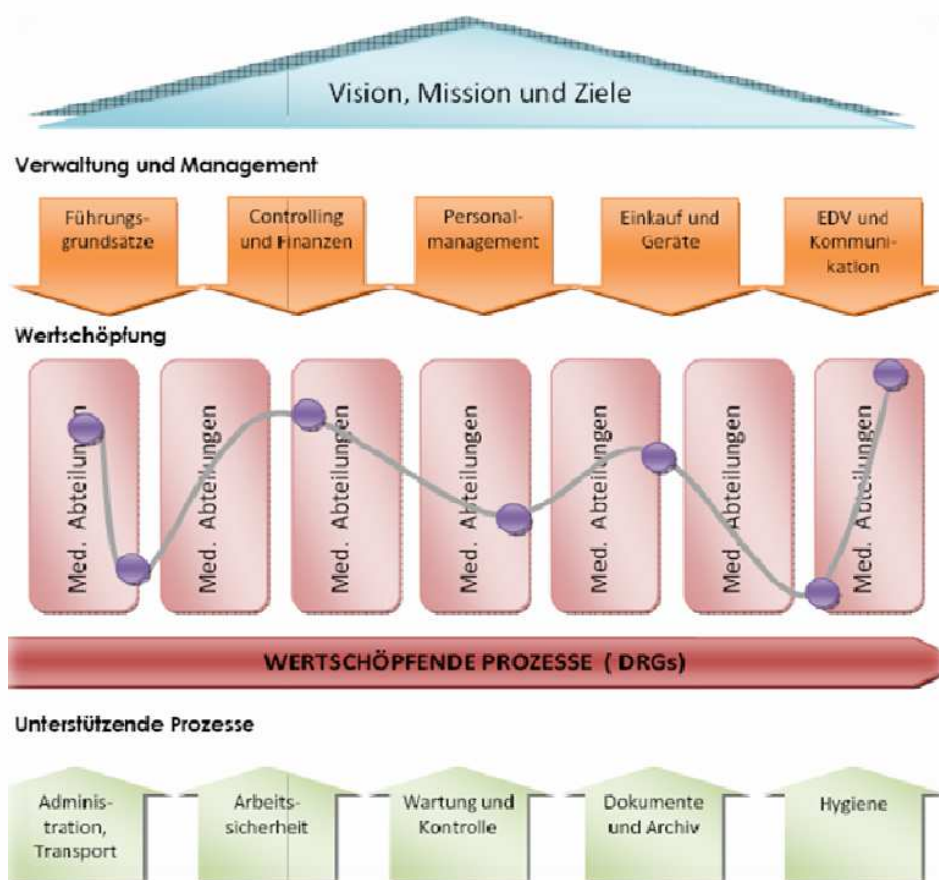 Vision, Mission und Ziele
Verwaltung und Management
Führungs-
grundsätze
Controlling
und Finanzen
Personal-
management
Einkauf und
Geräte
EDV und
Kommuni-
kation
Wertschöpfung
Med. Abteilungen
Med. Abteilungen
Med. Abteilungen
Med. Abteilungen
Med. Abteilungen
Med. Abteilungen
Med. Abteilungen
WERTSCHÖPFENDE PROZESSE ( DRGs)
Unterstützende Prozesse
Adminis-
tration,
Transport
Arbeits-
sicherheit
Wartung und
Kontrolle
Dokumente
und Archiv
Hygiene